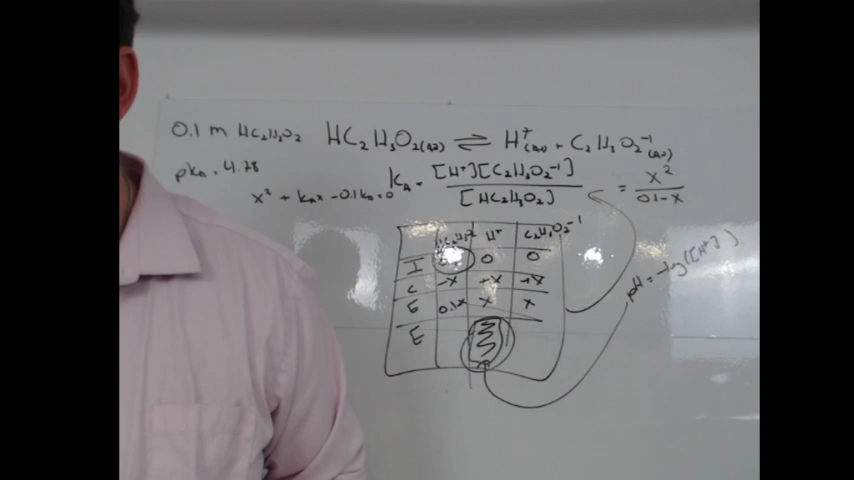 0.1 m HC₂H₃O₂ HC₂H₃O₂(AQ) ⇌ H⁺(AQ) + C₂H₃O₂⁻¹(AQ)
pKA = 4.78
KA = [H⁺][C₂H₃O₂⁻¹] / [HC₂H₃O₂] = x² / 0.1-x
x² + KAx - 0.1KA = 0
H⁺ C₂H₃O₂⁻¹
I 0 0
C -x +x +x
E 0.1-x x x
E
pH = -log([H⁺])